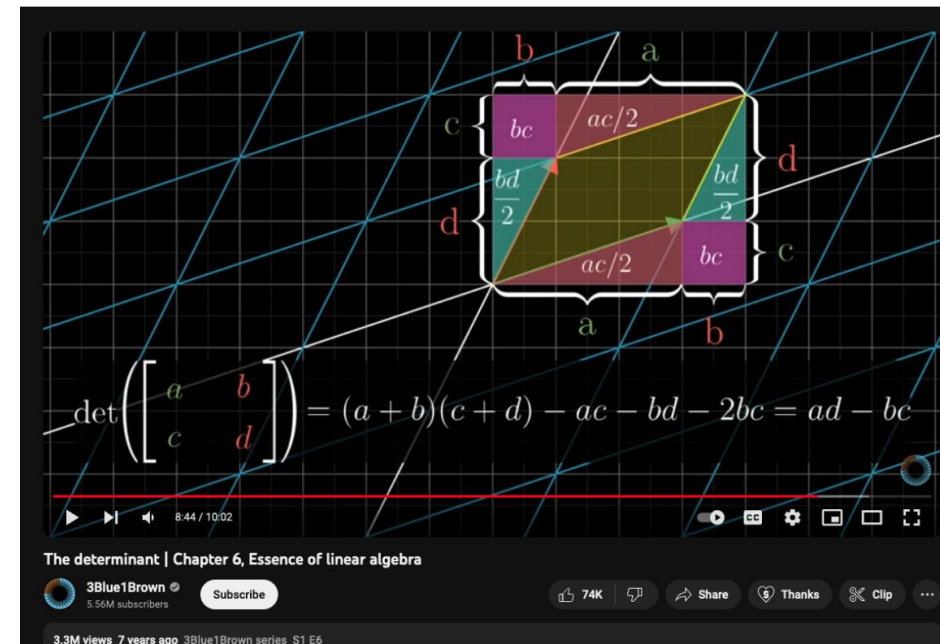 b a
c bc ac/2
d bd/2 bd/2 d
ac/2 bc c
a b
det([a b c d]) = (a + b)(c + d) − ac − bd − 2bc = ad − bc
8:44 / 10:02
CC
The determinant | Chapter 6, Essence of linear algebra
3Blue1Brown
5.56M subscribers
Subscribe
74K
Share
Thanks
Clip
3.3M views 7 years ago 3Blue1Brown series S1 E6